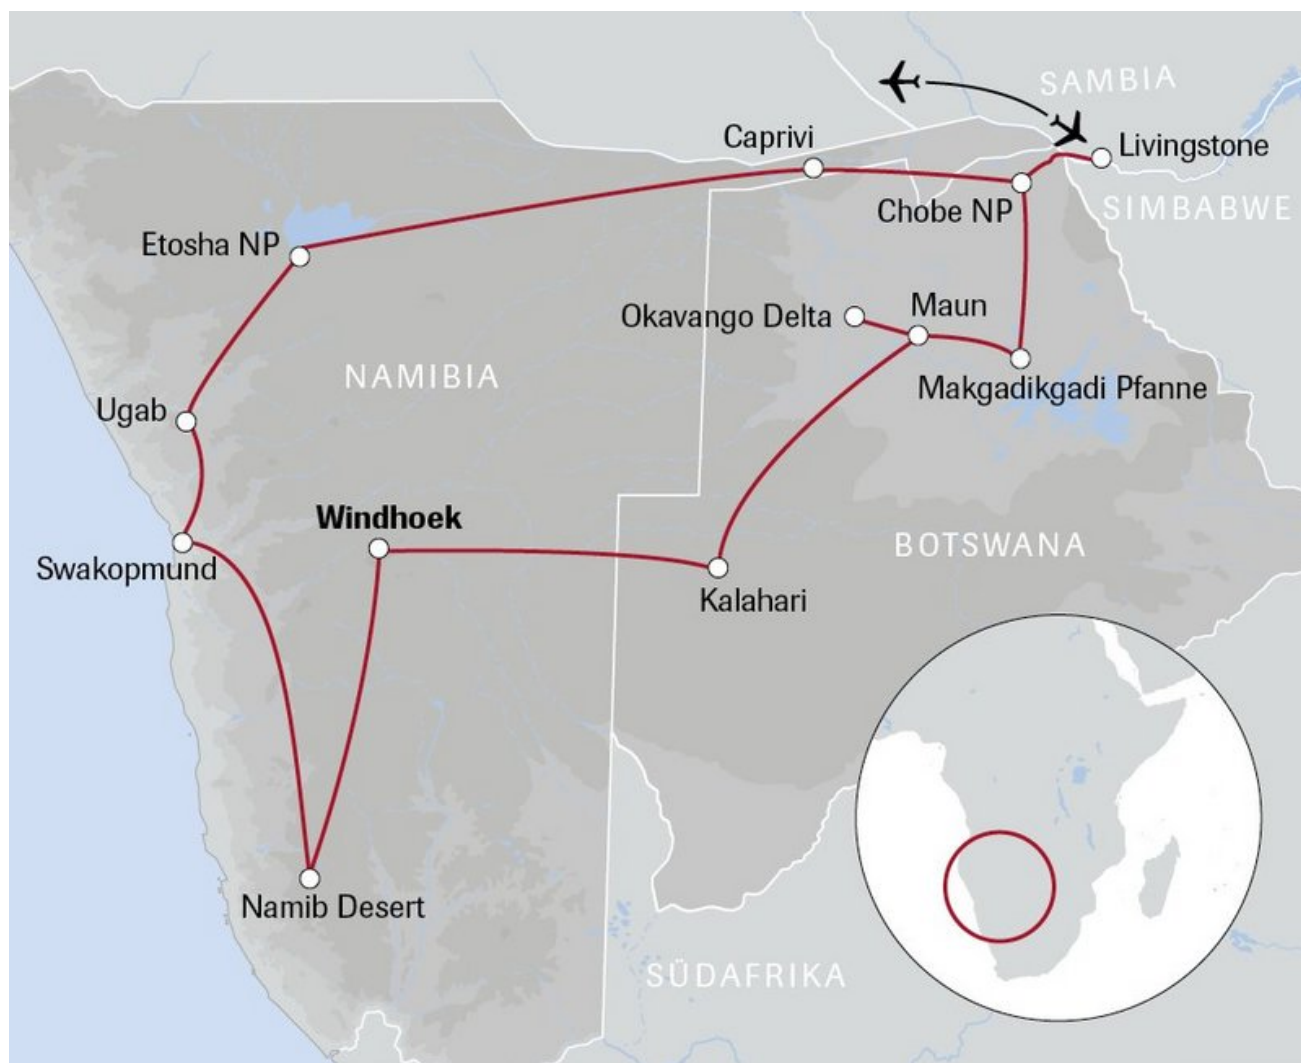 SAMBIA
Caprivi
Livingstone
Chobe NP
SIMBABWE
Etosha NP
Okavango Delta
Maun
NAMIBIA
Makgadikgadi Pfanne
Ugab
Windhoek
BOTSWANA
Swakopmund
Kalahari
Namib Desert
SÜDAFRIKA